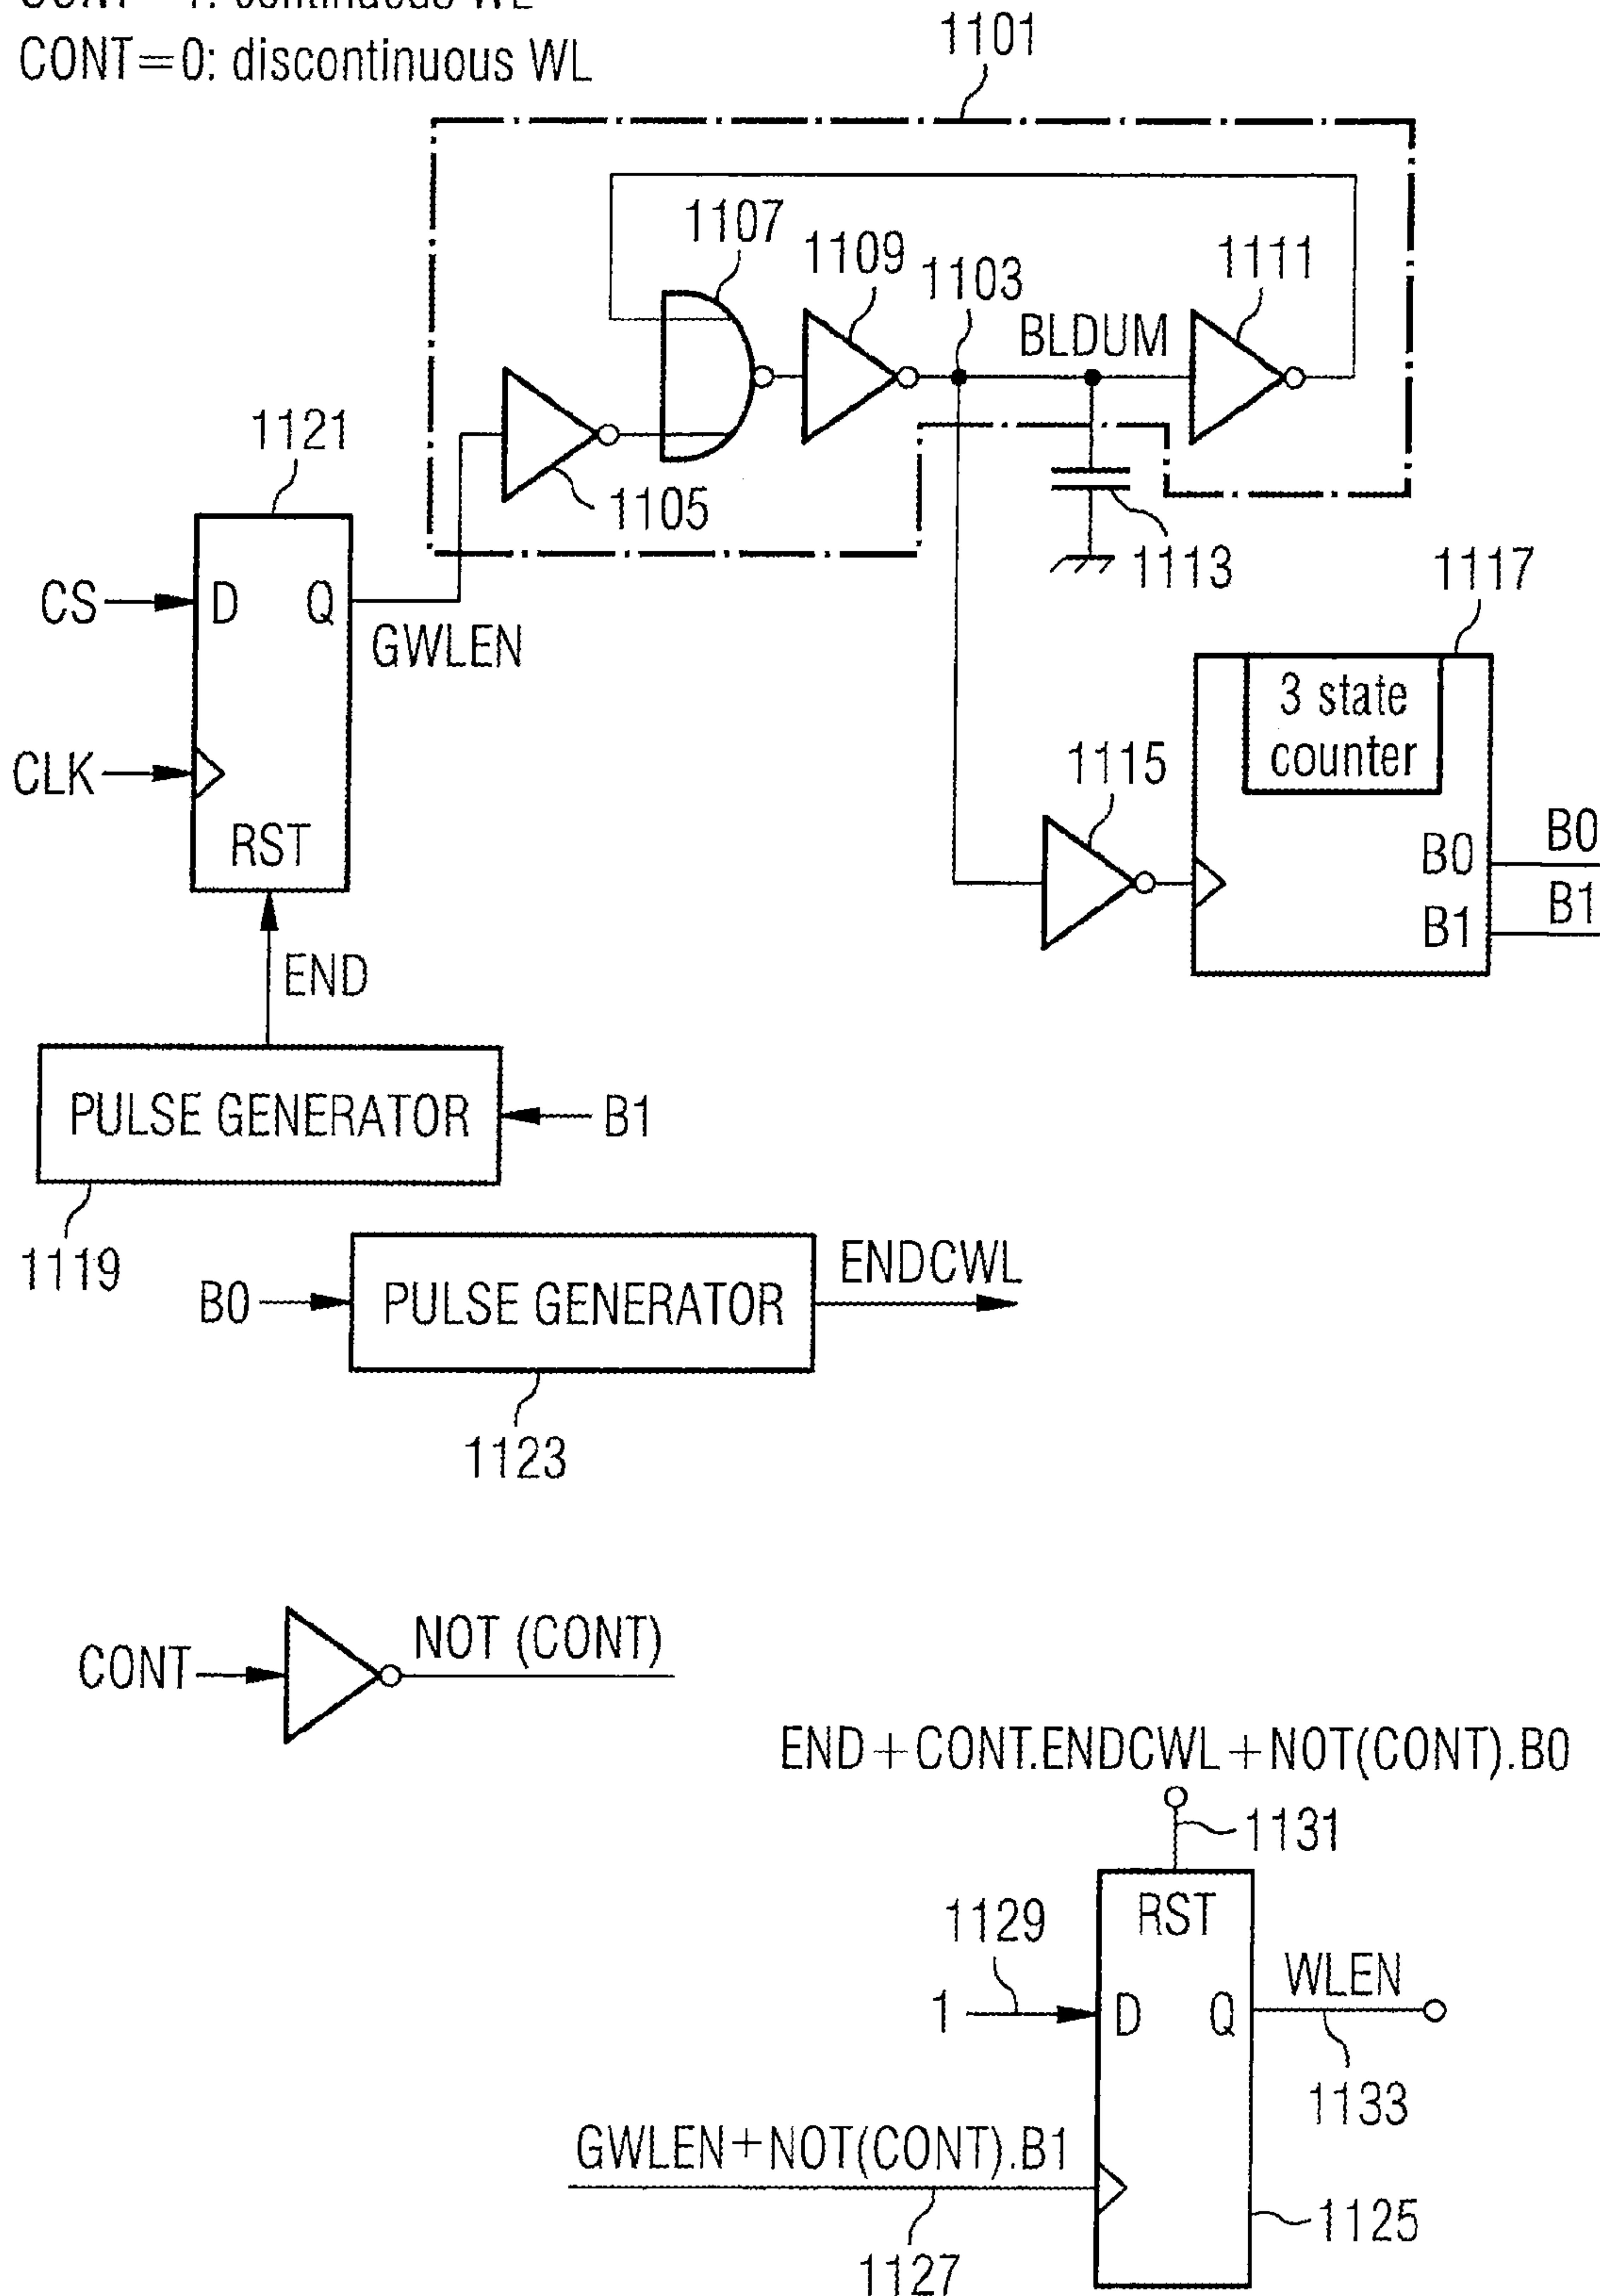 CONT=0: discontinuous WL
1101
1107
1109
1103
1111
BLDUM
1121
1105
1113
1117
CS
D
Q
GWLEN
3 state
counter
CLK
1115
RST
B0
B0
B1
B1
END
PULSE GENERATOR
B1
1119
B0
PULSE GENERATOR
ENDCWL
1123
CONT
NOT (CONT)
END+CONT.ENDCWL+NOT(CONT).B0
1131
1129
RST
1
D
Q
WLEN
1133
GWLEN+NOT(CONT).B1
1127
1125